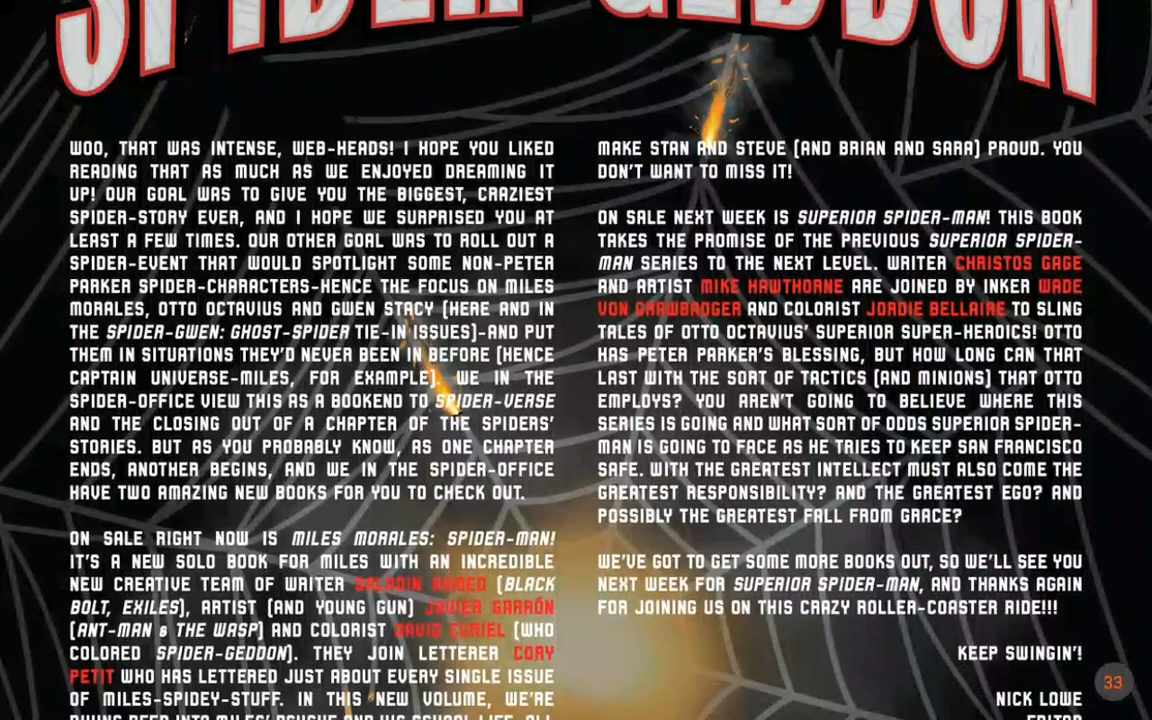 SPIDER-GEDDON
WOO, THAT WAS INTENSE, WEB-HEADS! I HOPE YOU LIKED
READING THAT AS MUCH AS WE ENJOYED DREAMING IT
UP! OUR GOAL WAS TO GIVE YOU THE BIGGEST, CRAZIEST
SPIDER-STORY EVER, AND I HOPE WE SURPRISED YOU AT
LEAST A FEW TIMES. OUR OTHER GOAL WAS TO ROLL OUT A
SPIDER-EVENT THAT WOULD SPOTLIGHT SOME NON-PETER
PARKER SPIDER-CHARACTERS-HENCE THE FOCUS ON MILES
MORALES, OTTO OCTAVIUS AND GWEN STACY (HERE AND IN
THE SPIDER-GWEN: GHOST-SPIDER TIE-IN ISSUES)-AND PUT
THEM IN SITUATIONS THEY'D NEVER BEEN IN BEFORE (HENCE
CAPTAIN UNIVERSE-MILES, FOR EXAMPLE). WE IN THE
SPIDER-OFFICE VIEW THIS AS A BOOKEND TO SPIDER-VERSE
AND THE CLOSING OUT OF A CHAPTER OF THE SPIDERS'
STORIES. BUT AS YOU PROBABLY KNOW, AS ONE CHAPTER
ENDS, ANOTHER BEGINS, AND WE IN THE SPIDER-OFFICE
HAVE TWO AMAZING NEW BOOKS FOR YOU TO CHECK OUT.
ON SALE RIGHT NOW IS MILES MORALES: SPIDER-MAN!
IT'S A NEW SOLO BOOK FOR MILES WITH AN INCREDIBLE
NEW CREATIVE TEAM OF WRITER SALADIN AHMED (BLACK
BOLT, EXILES), ARTIST (AND YOUNG GUN) JAVIER GARRÓN
(ANT-MAN & THE WASP) AND COLORIST DAVID CURIEL (WHO
COLORED SPIDER-GEDDON). THEY JOIN LETTERER CORY
PETIT WHO HAS LETTERED JUST ABOUT EVERY SINGLE ISSUE
OF MILES-SPIDEY-STUFF. IN THIS NEW VOLUME, WE'RE
DIVING DEEP INTO MILES' PSYCHE AND HIS SCHOOL LIFE. ALL
MAKE STAN AND STEVE (AND BRIAN AND SARA) PROUD. YOU
DON'T WANT TO MISS IT!
ON SALE NEXT WEEK IS SUPERIOR SPIDER-MAN! THIS BOOK
TAKES THE PROMISE OF THE PREVIOUS SUPERIOR SPIDER-
MAN SERIES TO THE NEXT LEVEL. WRITER CHRISTOS GAGE
AND ARTIST MIKE HAWTHORNE ARE JOINED BY INKER WADE
VON GRAWBADGER AND COLORIST JORDIE BELLAIRE TO SLING
TALES OF OTTO OCTAVIUS' SUPERIOR SUPER-HEROICS! OTTO
HAS PETER PARKER'S BLESSING, BUT HOW LONG CAN THAT
LAST WITH THE SORT OF TACTICS (AND MINIONS) THAT OTTO
EMPLOYS? YOU AREN'T GOING TO BELIEVE WHERE THIS
SERIES IS GOING AND WHAT SORT OF ODDS SUPERIOR SPIDER-
MAN IS GOING TO FACE AS HE TRIES TO KEEP SAN FRANCISCO
SAFE. WITH THE GREATEST INTELLECT MUST ALSO COME THE
GREATEST RESPONSIBILITY? AND THE GREATEST EGO? AND
POSSIBLY THE GREATEST FALL FROM GRACE?
WE'VE GOT TO GET SOME MORE BOOKS OUT, SO WE'LL SEE YOU
NEXT WEEK FOR SUPERIOR SPIDER-MAN, AND THANKS AGAIN
FOR JOINING US ON THIS CRAZY ROLLER-COASTER RIDE!!!
KEEP SWINGIN'!
NICK LOWE
EDITOR
33